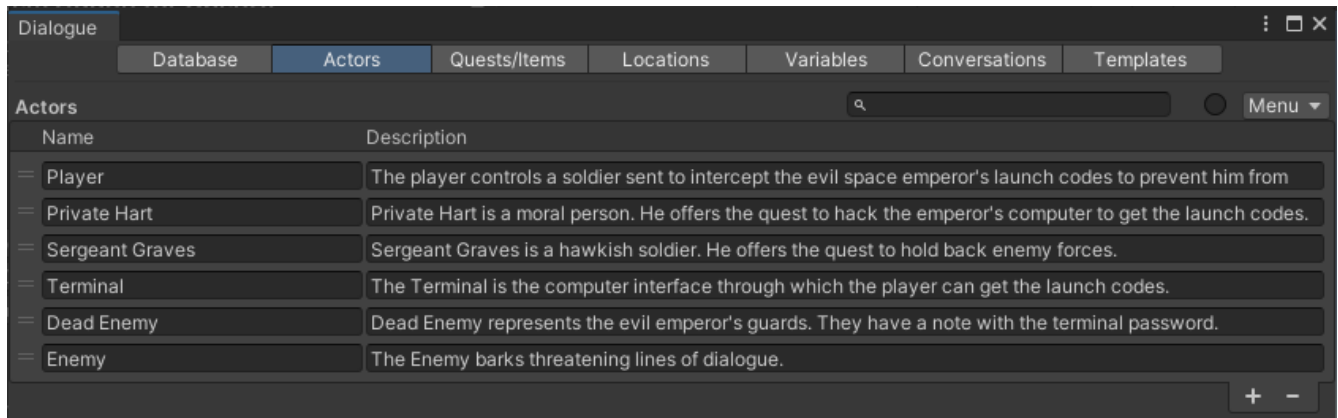 Dialogue
Database Actors Quests/Items Locations Variables Conversations Templates
Actors Menu
Name Description
Player The player controls a soldier sent to intercept the evil space emperor's launch codes to prevent him from
Private Hart Private Hart is a moral person. He offers the quest to hack the emperor's computer to get the launch codes.
Sergeant Graves Sergeant Graves is a hawkish soldier. He offers the quest to hold back enemy forces.
Terminal The Terminal is the computer interface through which the player can get the launch codes.
Dead Enemy Dead Enemy represents the evil emperor's guards. They have a note with the terminal password.
Enemy The Enemy barks threatening lines of dialogue.